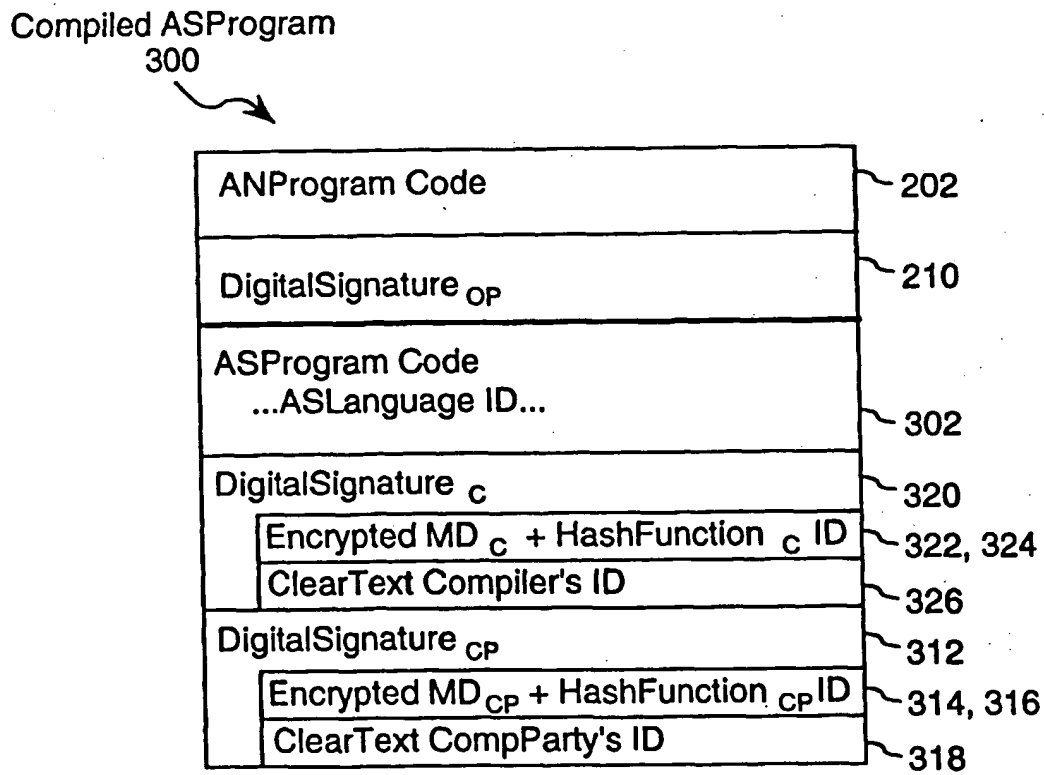 Compiled ASProgram
300
ANProgram Code 202
DigitalSignature OP 210
ASProgram Code
...ASLanguage ID... 302
DigitalSignature C 320
Encrypted MD C + HashFunction C ID 322, 324
ClearText Compiler's ID 326
DigitalSignature CP 312
Encrypted MD CP + HashFunction CP ID 314, 316
ClearText CompParty's ID 318